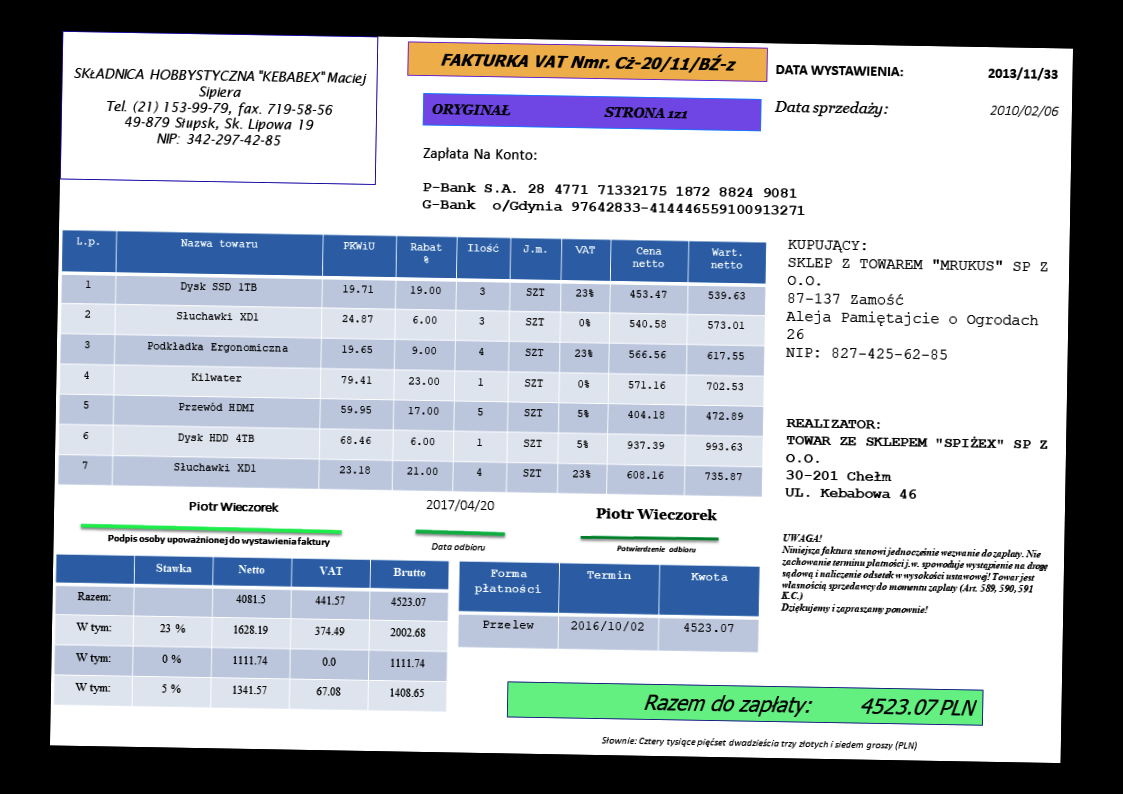 SKŁADNICA HOBBYSTYCZNA "KEBABEX" Maciej
Sipiera
Tel. (21) 153-99-79, fax. 719-58-56
49-879 Słupsk, Sk. Lipowa 19
NIP: 342-297-42-85
FAKTURKA VAT Nmr. Cż-20/11/BŹ-z
ORYGINAŁ STRONA 1z1
DATA WYSTAWIENIA: 2013/11/33
Data sprzedaży: 2010/02/06
Zapłata Na Konto:
P-Bank S.A. 28 4771 71332175 1872 8824 9081
G-Bank o/Gdynia 97642833-414446559100913271
L.p. Nazwa towaru PKWiU Rabat % Ilość J.m. VAT Cena netto Wart. netto
1 Dysk SSD 1TB 19.71 19.00 3 SZT 23% 453.47 539.63
2 Słuchawki XD1 24.87 6.00 3 SZT 0% 540.58 573.01
3 Podkładka Ergonomiczna 19.65 9.00 4 SZT 23% 566.56 617.55
4 Kilwater 79.41 23.00 1 SZT 0% 571.16 702.53
5 Przewód HDMI 59.95 17.00 5 SZT 5% 404.18 472.89
6 Dysk HDD 4TB 68.46 6.00 1 SZT 5% 937.39 993.63
7 Słuchawki XD1 23.18 21.00 4 SZT 23% 608.16 735.87
KUPUJĄCY:
SKLEP Z TOWAREM "MRUKUS" SP Z
O.O.
87-137 Zamość
Aleja Pamiętajcie o Ogrodach
26
NIP: 827-425-62-85
REALIZATOR:
TOWAR ZE SKLEPEM "SPIŻEX" SP Z
O.O.
30-201 Chełm
UL. Kebabowa 46
Piotr Wieczorek 2017/04/20 Piotr Wieczorek
Podpis osoby upoważnionej do wystawienia faktury Data odbioru Potwierdzenie odbioru
UWAGA!
Niniejsza faktura stanowi jednocześnie wezwanie do zapłaty. Nie
zachowanie terminu płatności j.w. spowoduje wystąpienie na drogę
sądową i naliczenie odsetek w wysokości ustawowej! Towar jest
własnością sprzedawcy do momentu zapłaty (Art. 589, 590, 591
K.C.)
Dziękujemy i zapraszamy ponownie!
Stawka Netto VAT Brutto
Razem: 4081.5 441.57 4523.07
W tym: 23 % 1628.19 374.49 2002.68
W tym: 0 % 1111.74 0.0 1111.74
W tym: 5 % 1341.57 67.08 1408.65
Forma płatności Termin Kwota
Przelew 2016/10/02 4523.07
Razem do zapłaty: 4523.07 PLN
Słownie: Cztery tysiące pięćset dwadzieścia trzy złotych i siedem groszy (PLN)